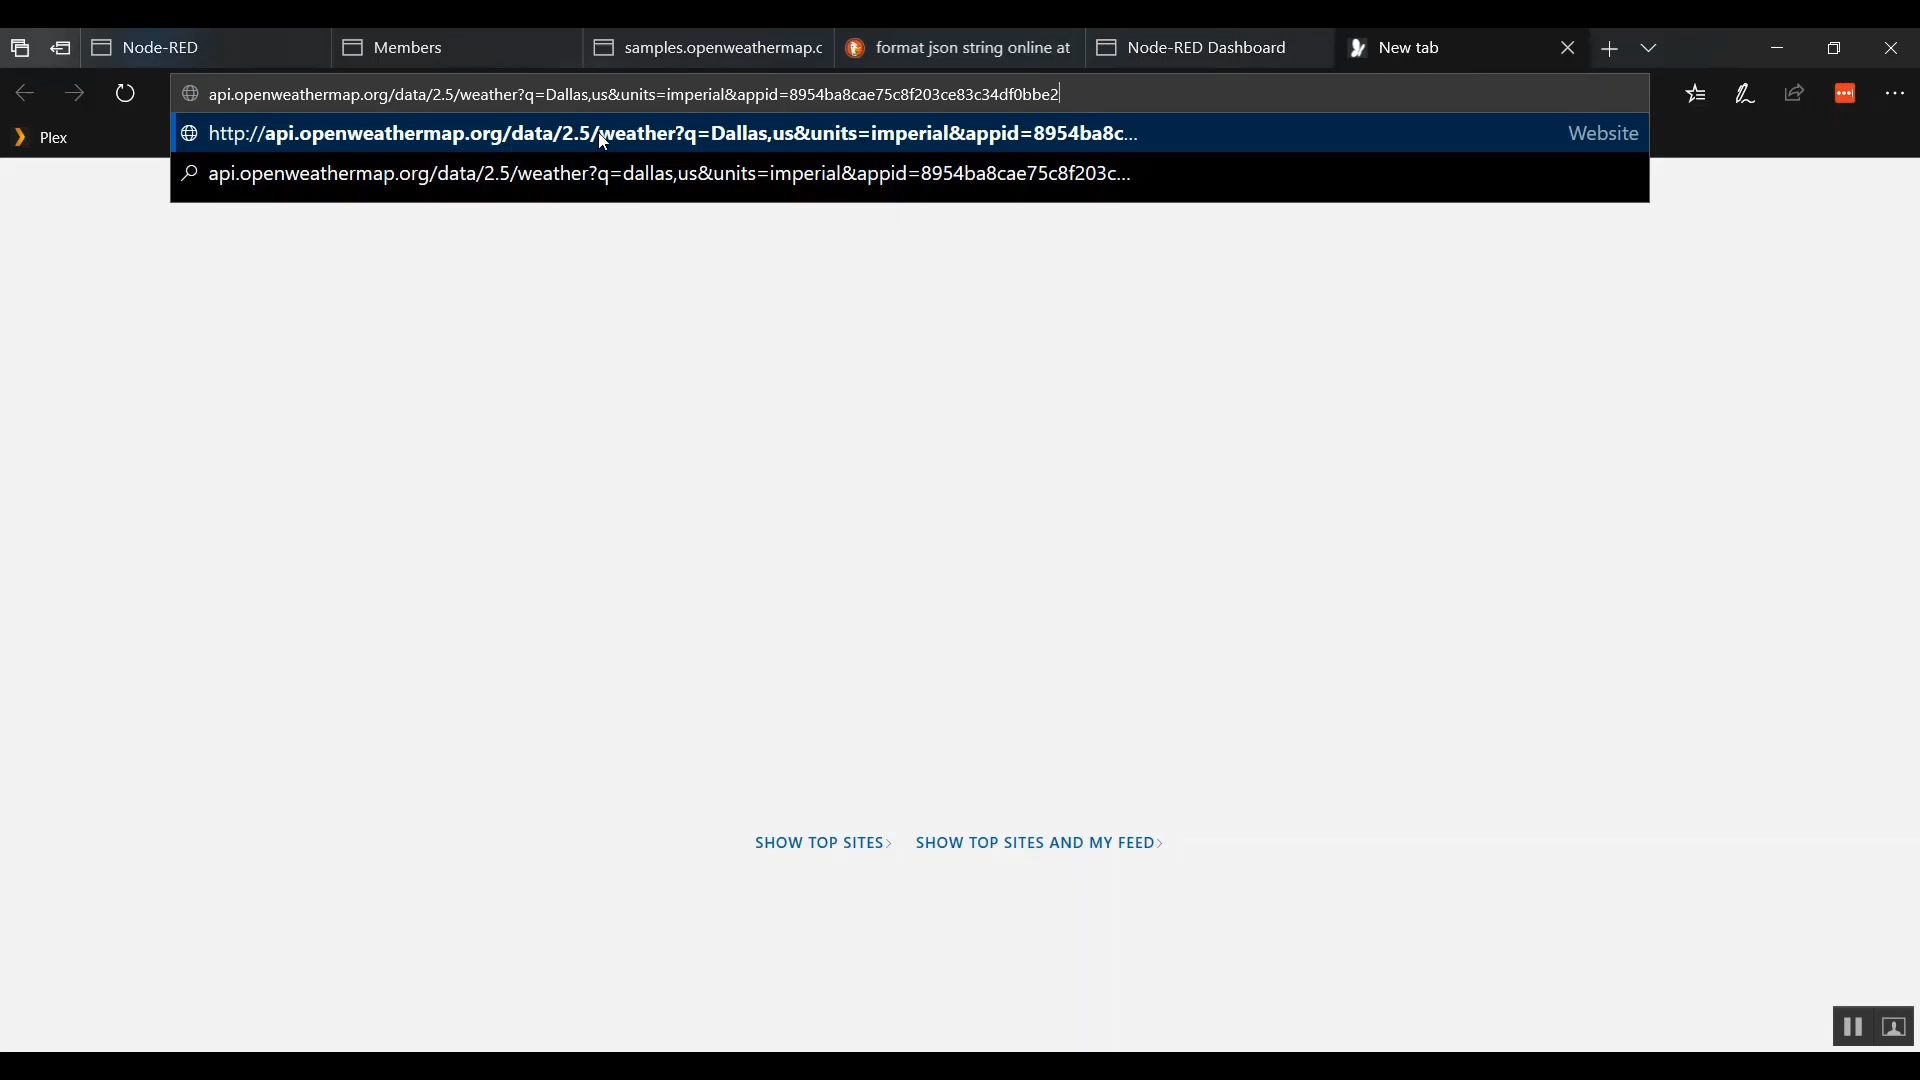 Node-RED
Members
samples.openweathermap.c
format json string online at
Node-RED Dashboard
New tab
api.openweathermap.org/data/2.5/weather?q=Dallas,us&units=imperial&appid=8954ba8cae75c8f203ce83c34df0bbe2
Plex
http://api.openweathermap.org/data/2.5/weather?q=Dallas,us&units=imperial&appid=8954ba8c...
Website
api.openweathermap.org/data/2.5/weather?q=dallas,us&units=imperial&appid=8954ba8cae75c8f203c...
SHOW TOP SITES
SHOW TOP SITES AND MY FEED